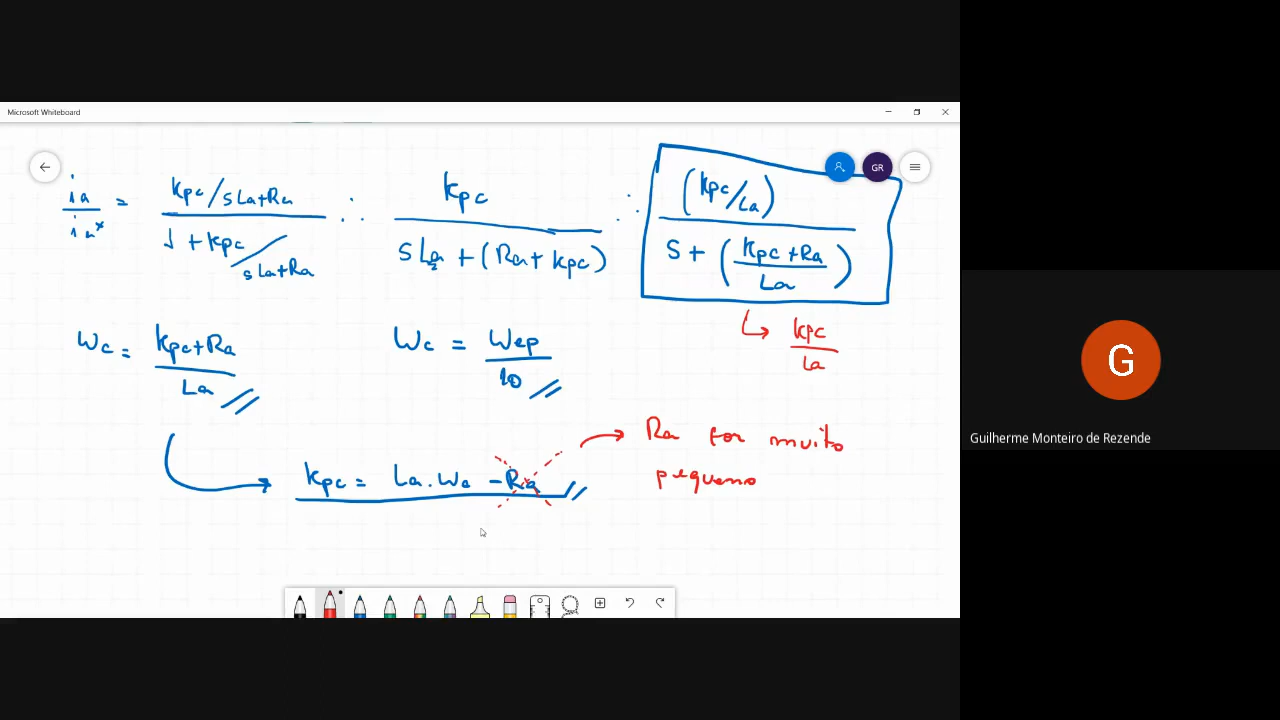 Microsoft Whiteboard
GR
ia/ia* = (kpc/sLa+Ra) / (1 + kpc/sLa+Ra) ∴ kpc / (sLa + (Ra + kpc)) ∴ (kpc/La) / (S + (kpc+Ra / La))
↳ kpc/La
Wc = kpc+Ra / La //
Wc = Wep / 10 //
kpc = La.Wc - Ra //
→ Ra for muito
pequeno
G
Guilherme Monteiro de Rezende